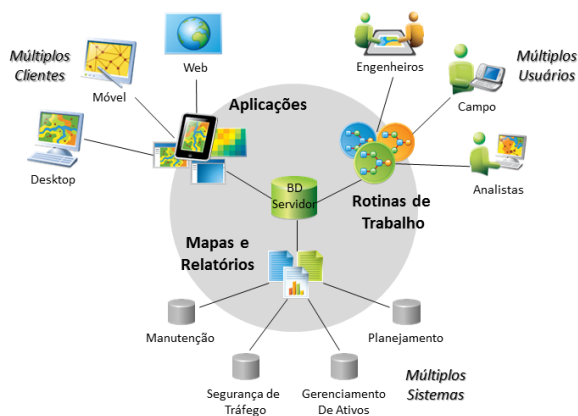 Múltiplos
Clientes
Web
Móvel
Desktop
Aplicações
Engenheiros
Múltiplos
Usuários
Campo
Analistas
BD
Servidor
Rotinas de
Trabalho
Mapas e
Relatórios
Manutenção
Planejamento
Segurança de
Tráfego
Gerenciamento
De Ativos
Múltiplos
Sistemas